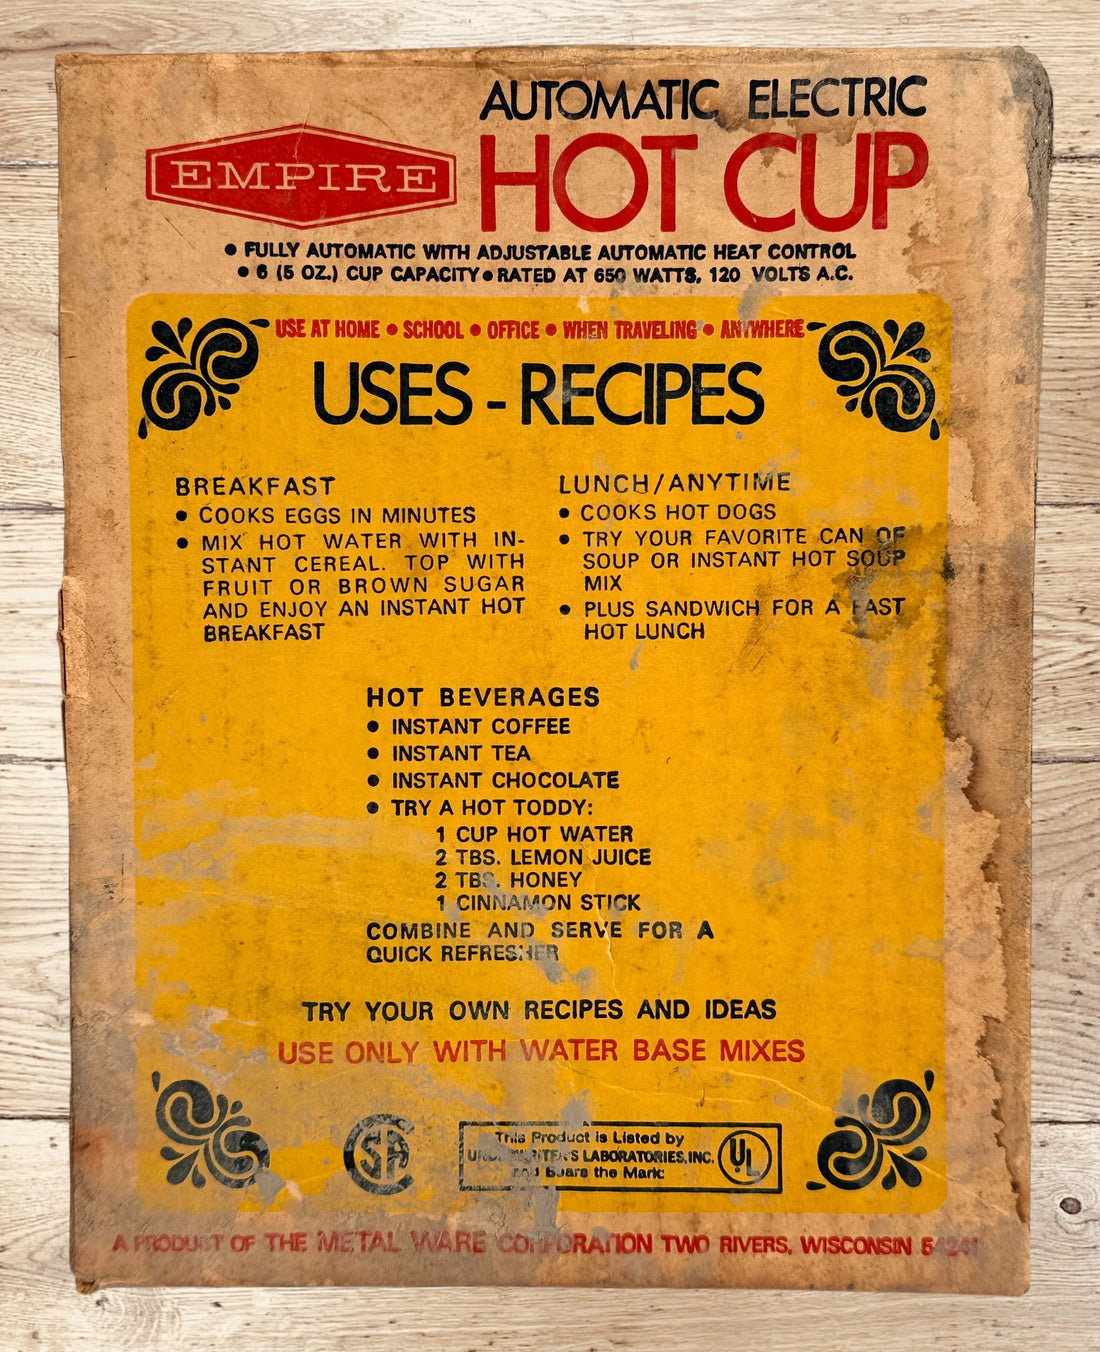 AUTOMATIC ELECTRIC
EMPIRE
HOT CUP
• FULLY AUTOMATIC WITH ADJUSTABLE AUTOMATIC HEAT CONTROL
• 6 (5 OZ.) CUP CAPACITY • RATED AT 650 WATTS, 120 VOLTS A.C.
USE AT HOME • SCHOOL • OFFICE • WHEN TRAVELING • ANYWHERE
USES - RECIPES
BREAKFAST
• COOKS EGGS IN MINUTES
• MIX HOT WATER WITH IN-
STANT CEREAL. TOP WITH
FRUIT OR BROWN SUGAR
AND ENJOY AN INSTANT HOT
BREAKFAST
LUNCH/ANYTIME
• COOKS HOT DOGS
• TRY YOUR FAVORITE CAN OF
SOUP OR INSTANT HOT SOUP
MIX
• PLUS SANDWICH FOR A FAST
HOT LUNCH
HOT BEVERAGES
• INSTANT COFFEE
• INSTANT TEA
• INSTANT CHOCOLATE
• TRY A HOT TODDY:
1 CUP HOT WATER
2 TBS. LEMON JUICE
2 TBS. HONEY
1 CINNAMON STICK
COMBINE AND SERVE FOR A
QUICK REFRESHER
TRY YOUR OWN RECIPES AND IDEAS
USE ONLY WITH WATER BASE MIXES
SA
This Product is Listed by
UNDERWRITERS LABORATORIES, INC.
and Bears the Mark:
UL
A PRODUCT OF THE METAL WARE CORPORATION TWO RIVERS, WISCONSIN 54241